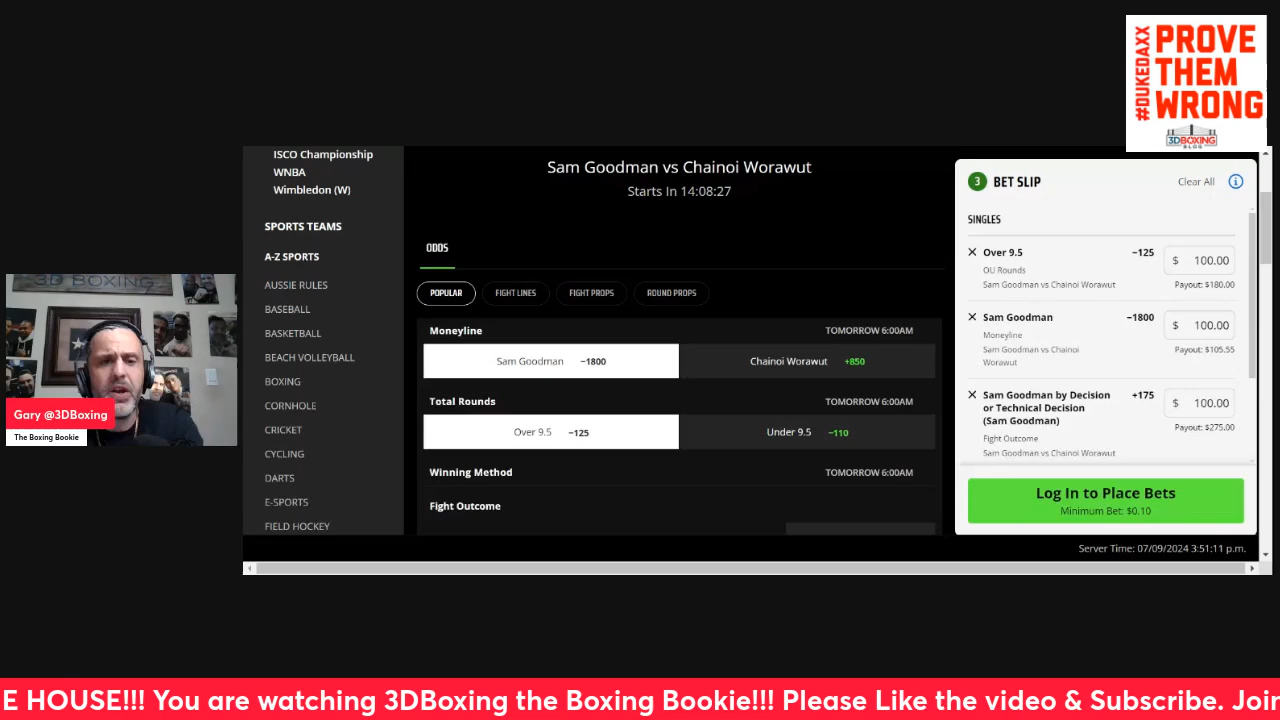 #DUKEDAXX
PROVE
THEM
WRONG
3DBOXING
BLOG
ISCO Championship
WNBA
Wimbledon (W)
SPORTS TEAMS
A-Z SPORTS
AUSSIE RULES
BASEBALL
BASKETBALL
BEACH VOLLEYBALL
BOXING
CORNHOLE
CRICKET
CYCLING
DARTS
E-SPORTS
FIELD HOCKEY
Sam Goodman vs Chainoi Worawut
Starts In 14:08:27
ODDS
POPULAR FIGHT LINES FIGHT PROPS ROUND PROPS
Moneyline TOMORROW 6:00AM
Sam Goodman −1800 Chainoi Worawut +850
Total Rounds TOMORROW 6:00AM
Over 9.5 −125 Under 9.5 −110
Winning Method TOMORROW 6:00AM
Fight Outcome
3 BET SLIP Clear All i
SINGLES
× Over 9.5 −125 $ 100.00
OU Rounds
Sam Goodman vs Chainoi Worawut Payout: $180.00
× Sam Goodman −1800 $ 100.00
Moneyline
Sam Goodman vs Chainoi Payout: $105.55
Worawut
× Sam Goodman by Decision +175 $ 100.00
or Technical Decision
(Sam Goodman) Payout: $275.00
Fight Outcome
Sam Goodman vs Chainoi Worawut
Log In to Place Bets
Minimum Bet: $0.10
Server Time: 07/09/2024 3:51:11 p.m.
3D BOXING
Gary @3DBoxing
The Boxing Bookie
E HOUSE!!! You are watching 3DBoxing the Boxing Bookie!!! Please Like the video & Subscribe. Join